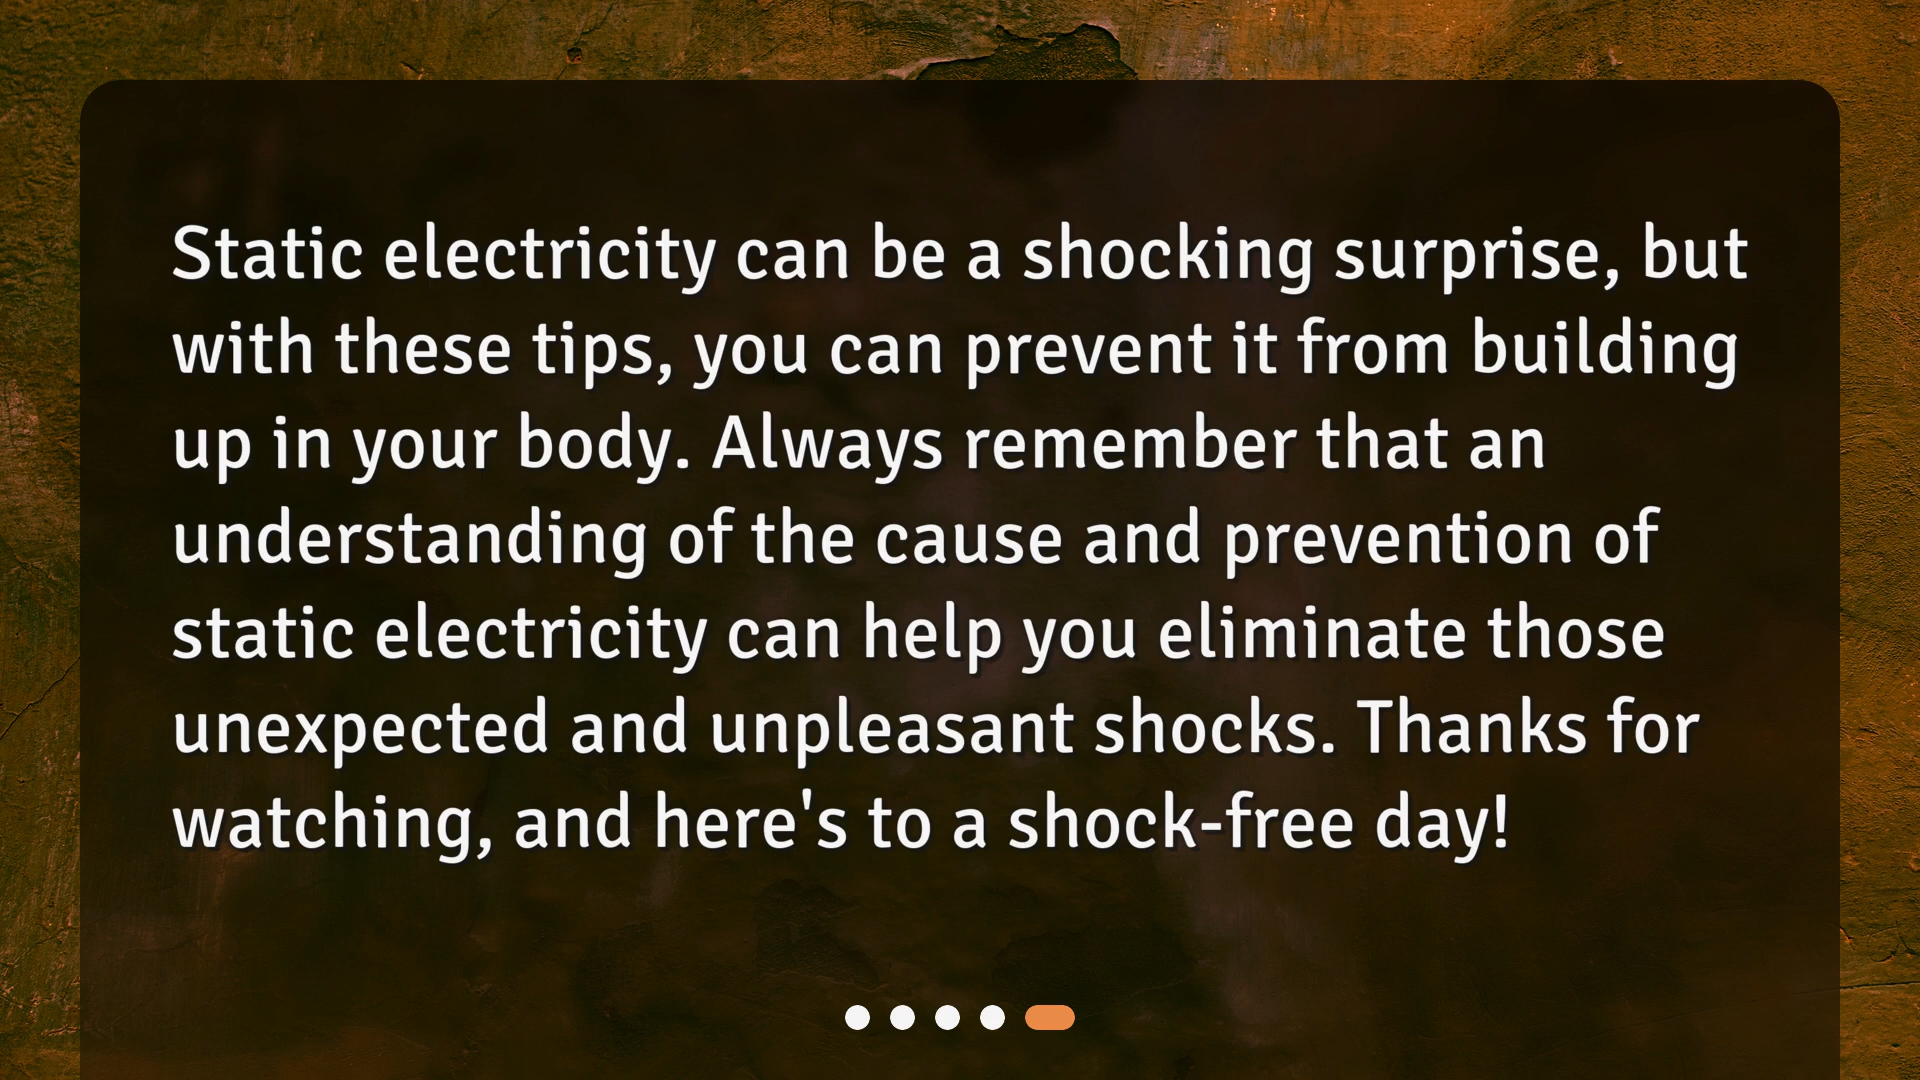 Static electricity can be a shocking surprise, but
with these tips, you can prevent it from building
up in your body. Always remember that an
understanding of the cause and prevention of
static electricity can help you eliminate those
unexpected and unpleasant shocks. Thanks for
watching, and here's to a shock-free day!